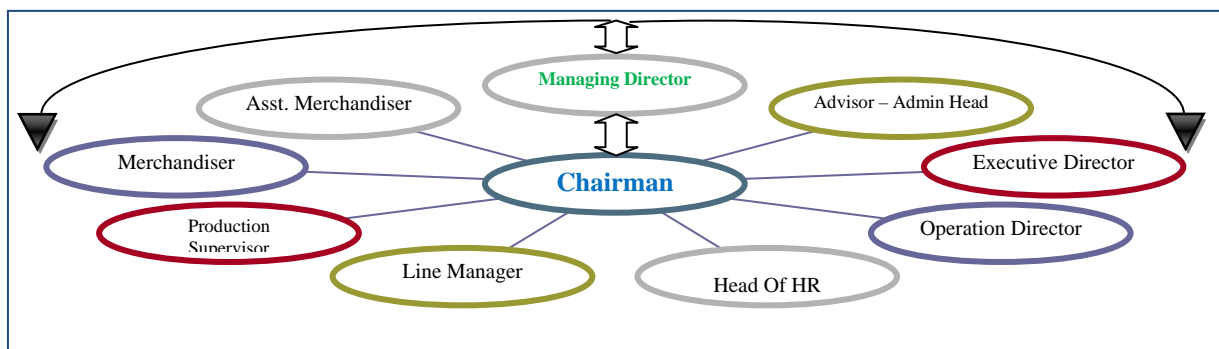 Managing Director
Asst. Merchandiser
Advisor – Admin Head
Merchandiser
Executive Director
Chairman
Production
Supervisor
Operation Director
Line Manager
Head Of HR